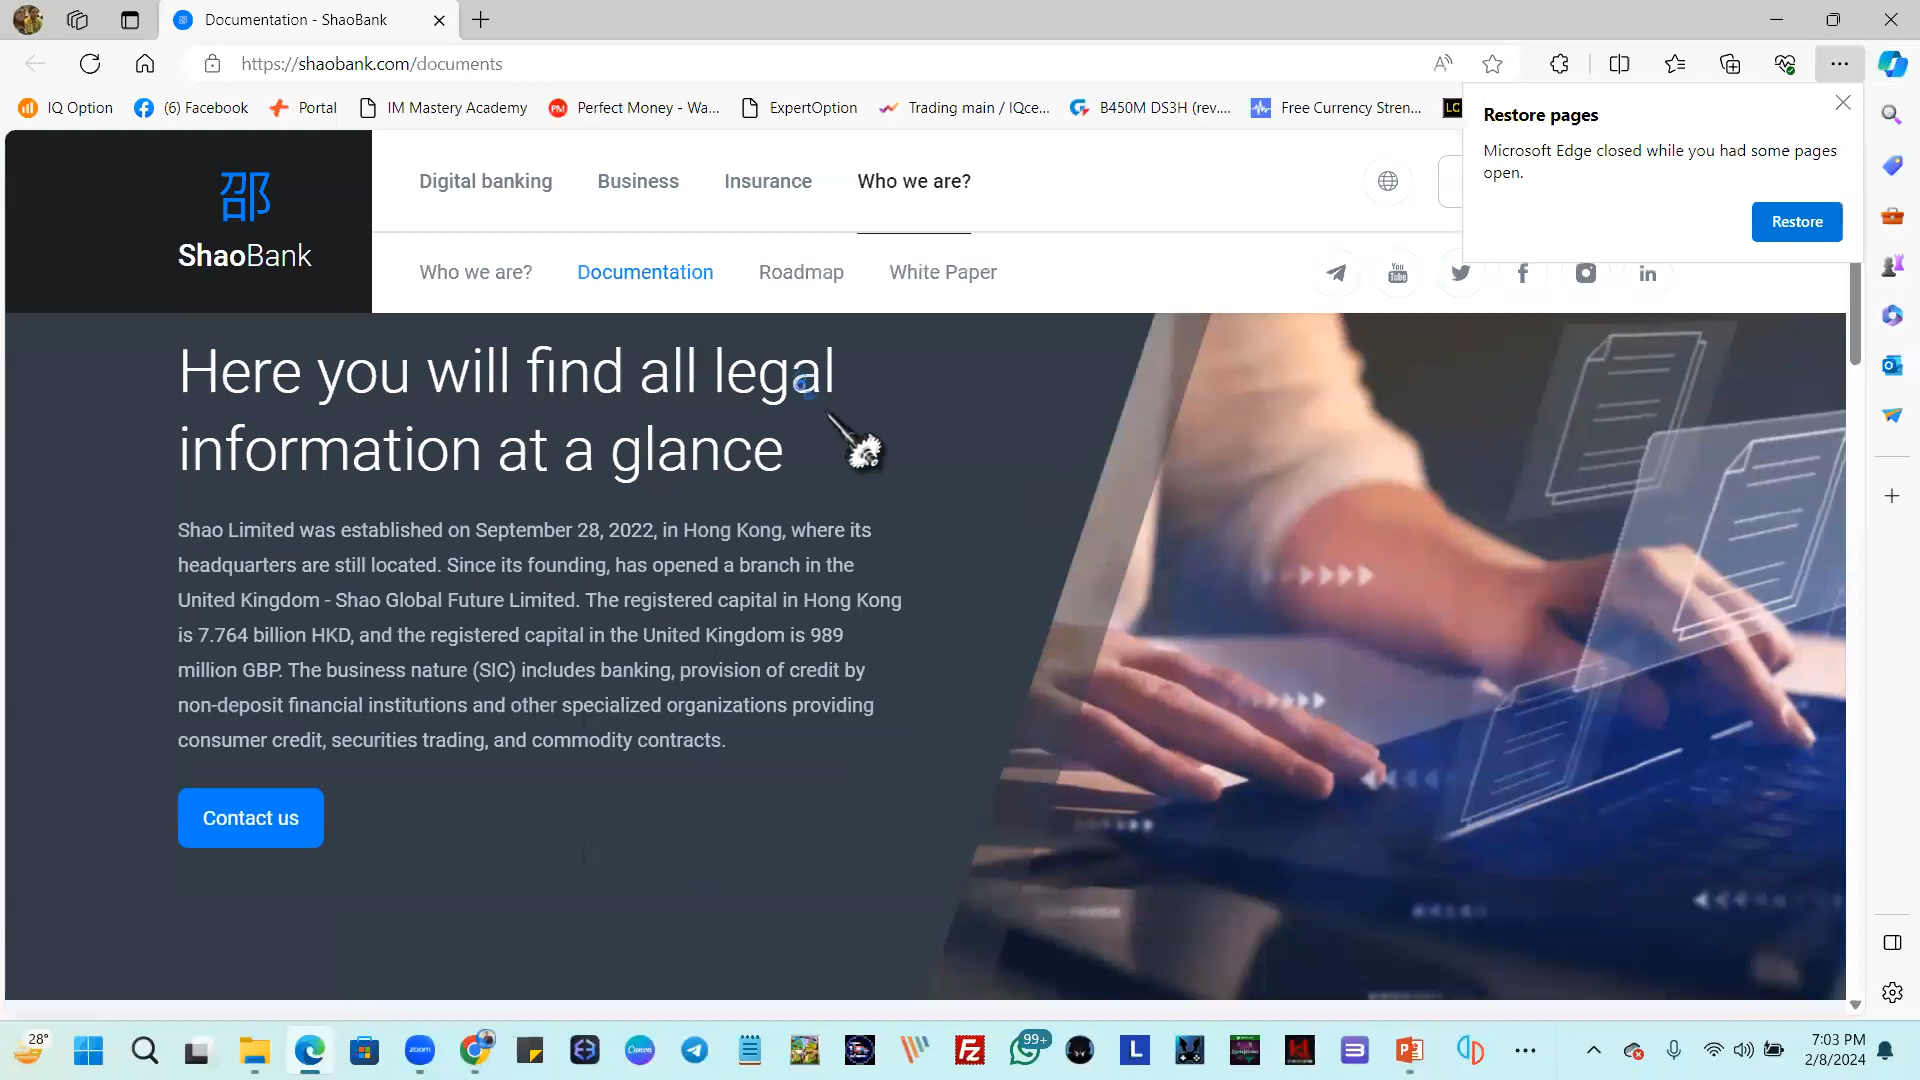 Documentation - ShaoBank
https://shaobank.com/documents
IQ Option
(6) Facebook
Portal
IM Mastery Academy
Perfect Money - Wa...
ExpertOption
Trading main / IQce...
B450M DS3H (rev....
Free Currency Stren...
LC
Restore pages
Microsoft Edge closed while you had some pages
open.
Restore
邵
ShaoBank
Digital banking
Business
Insurance
Who we are?
Who we are?
Documentation
Roadmap
White Paper
Here you will find all legal
information at a glance
Shao Limited was established on September 28, 2022, in Hong Kong, where its
headquarters are still located. Since its founding, has opened a branch in the
United Kingdom - Shao Global Future Limited. The registered capital in Hong Kong
is 7.764 billion HKD, and the registered capital in the United Kingdom is 989
million GBP. The business nature (SIC) includes banking, provision of credit by
non-deposit financial institutions and other specialized organizations providing
consumer credit, securities trading, and commodity contracts.
Contact us
28°
zoom
Canva
FZ
99+
L
7:03 PM
2/8/2024